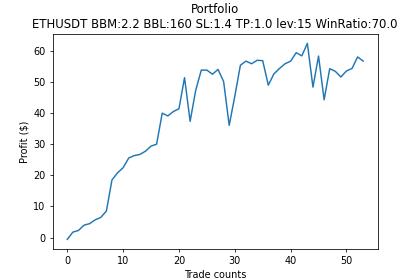 Portfolio
ETHUSDT BBM:2.2 BBL:160 SL:1.4 TP:1.0 lev:15 WinRatio:70.0
Profit ($)
60
50
40
30
20
10
0
0 10 20 30 40 50
Trade counts